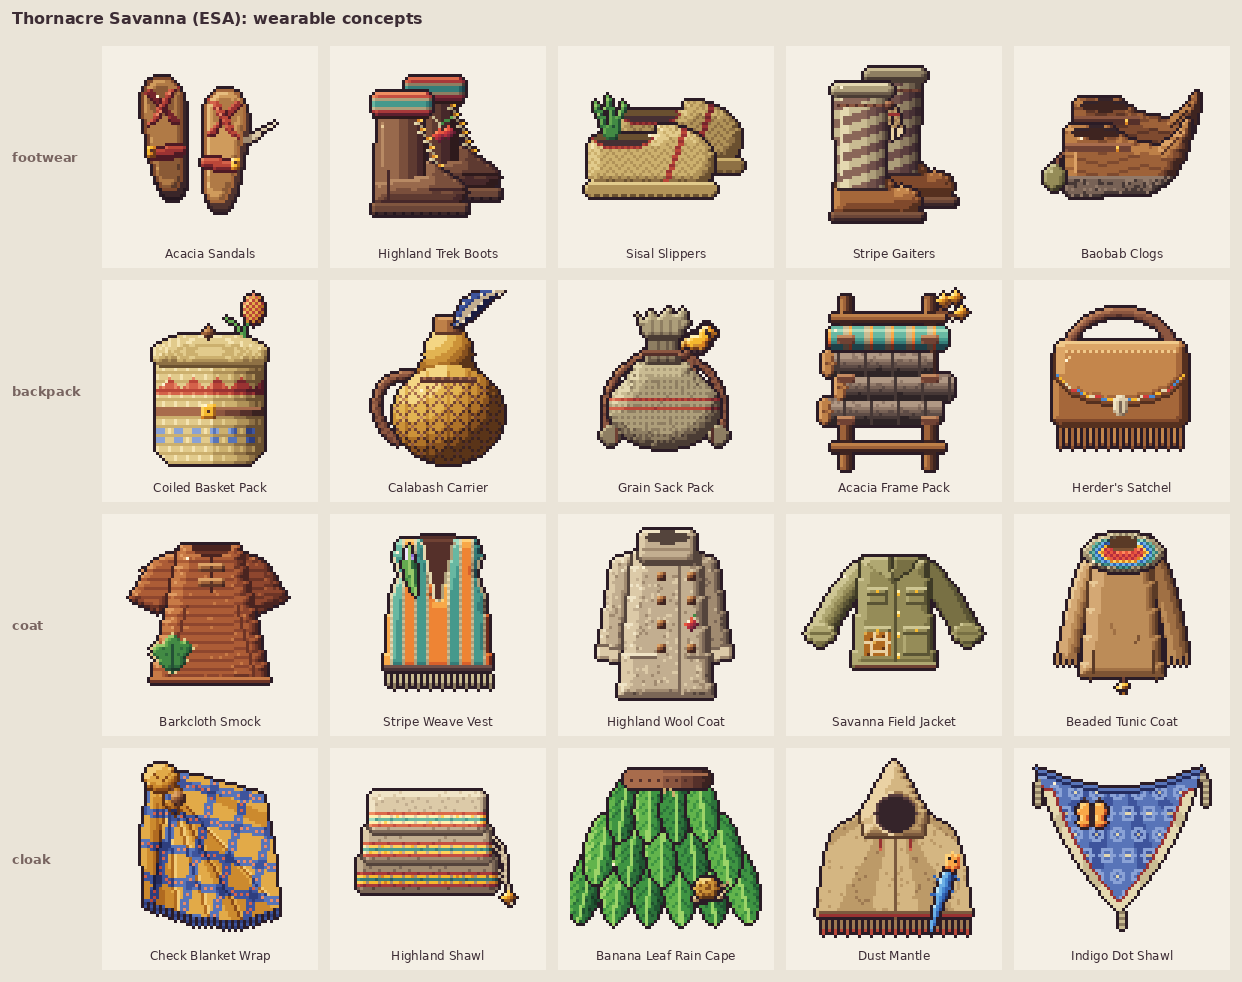 Thornacre Savanna (ESA): wearable concepts
footwear
Acacia Sandals
Highland Trek Boots
Sisal Slippers
Stripe Gaiters
Baobab Clogs
backpack
Coiled Basket Pack
Calabash Carrier
Grain Sack Pack
Acacia Frame Pack
Herder's Satchel
coat
Barkcloth Smock
Stripe Weave Vest
Highland Wool Coat
Savanna Field Jacket
Beaded Tunic Coat
cloak
Check Blanket Wrap
Highland Shawl
Banana Leaf Rain Cape
Dust Mantle
Indigo Dot Shawl